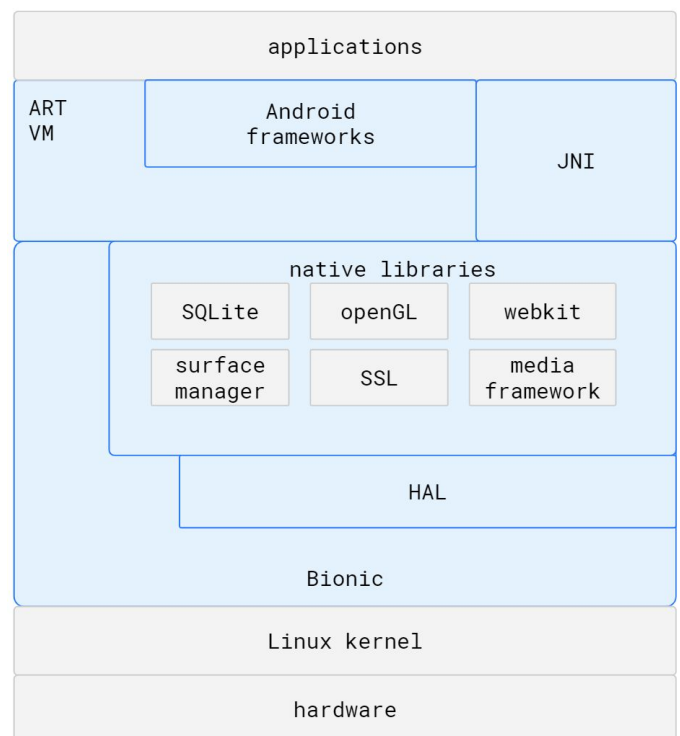 applications
ART
VM
Android
frameworks
JNI
native libraries
SQLite
openGL
webkit
surface
manager
SSL
media
framework
HAL
Bionic
Linux kernel
hardware